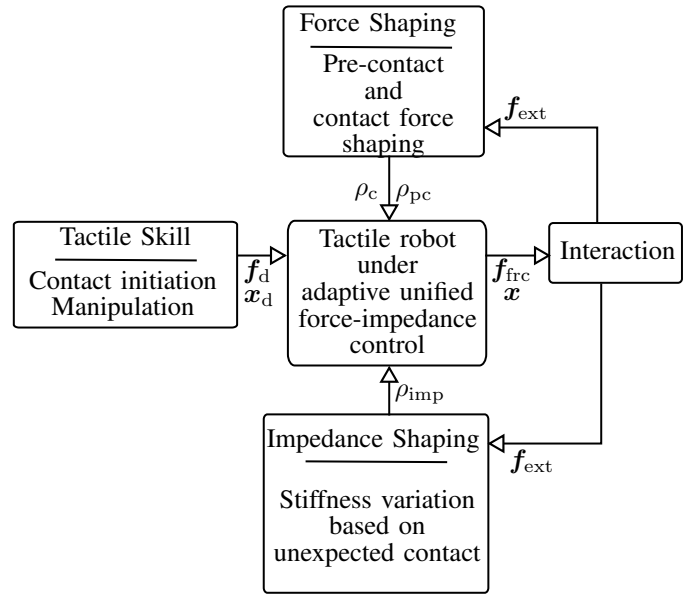 Force Shaping
Pre-contact
and
contact force
shaping
f_ext
ρ_c ρ_pc
Tactile Skill
Contact initiation
Manipulation
f_d
x_d
Tactile robot
under
adaptive unified
force-impedance
control
f_frc
x
Interaction
ρ_imp
Impedance Shaping
Stiffness variation
based on
unexpected contact
f_ext